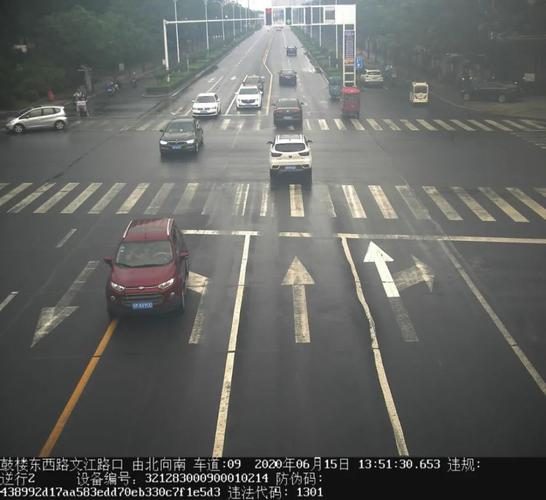 鼓楼东西路文江路口 由北向南 车道:09 2020年06月15日 13:51:30.653 违规:
逆行2 设备编号: 321283000900010214 防伪码:
438992d17aa583edd70eb330c7f1e5d3 违法代码: 1301